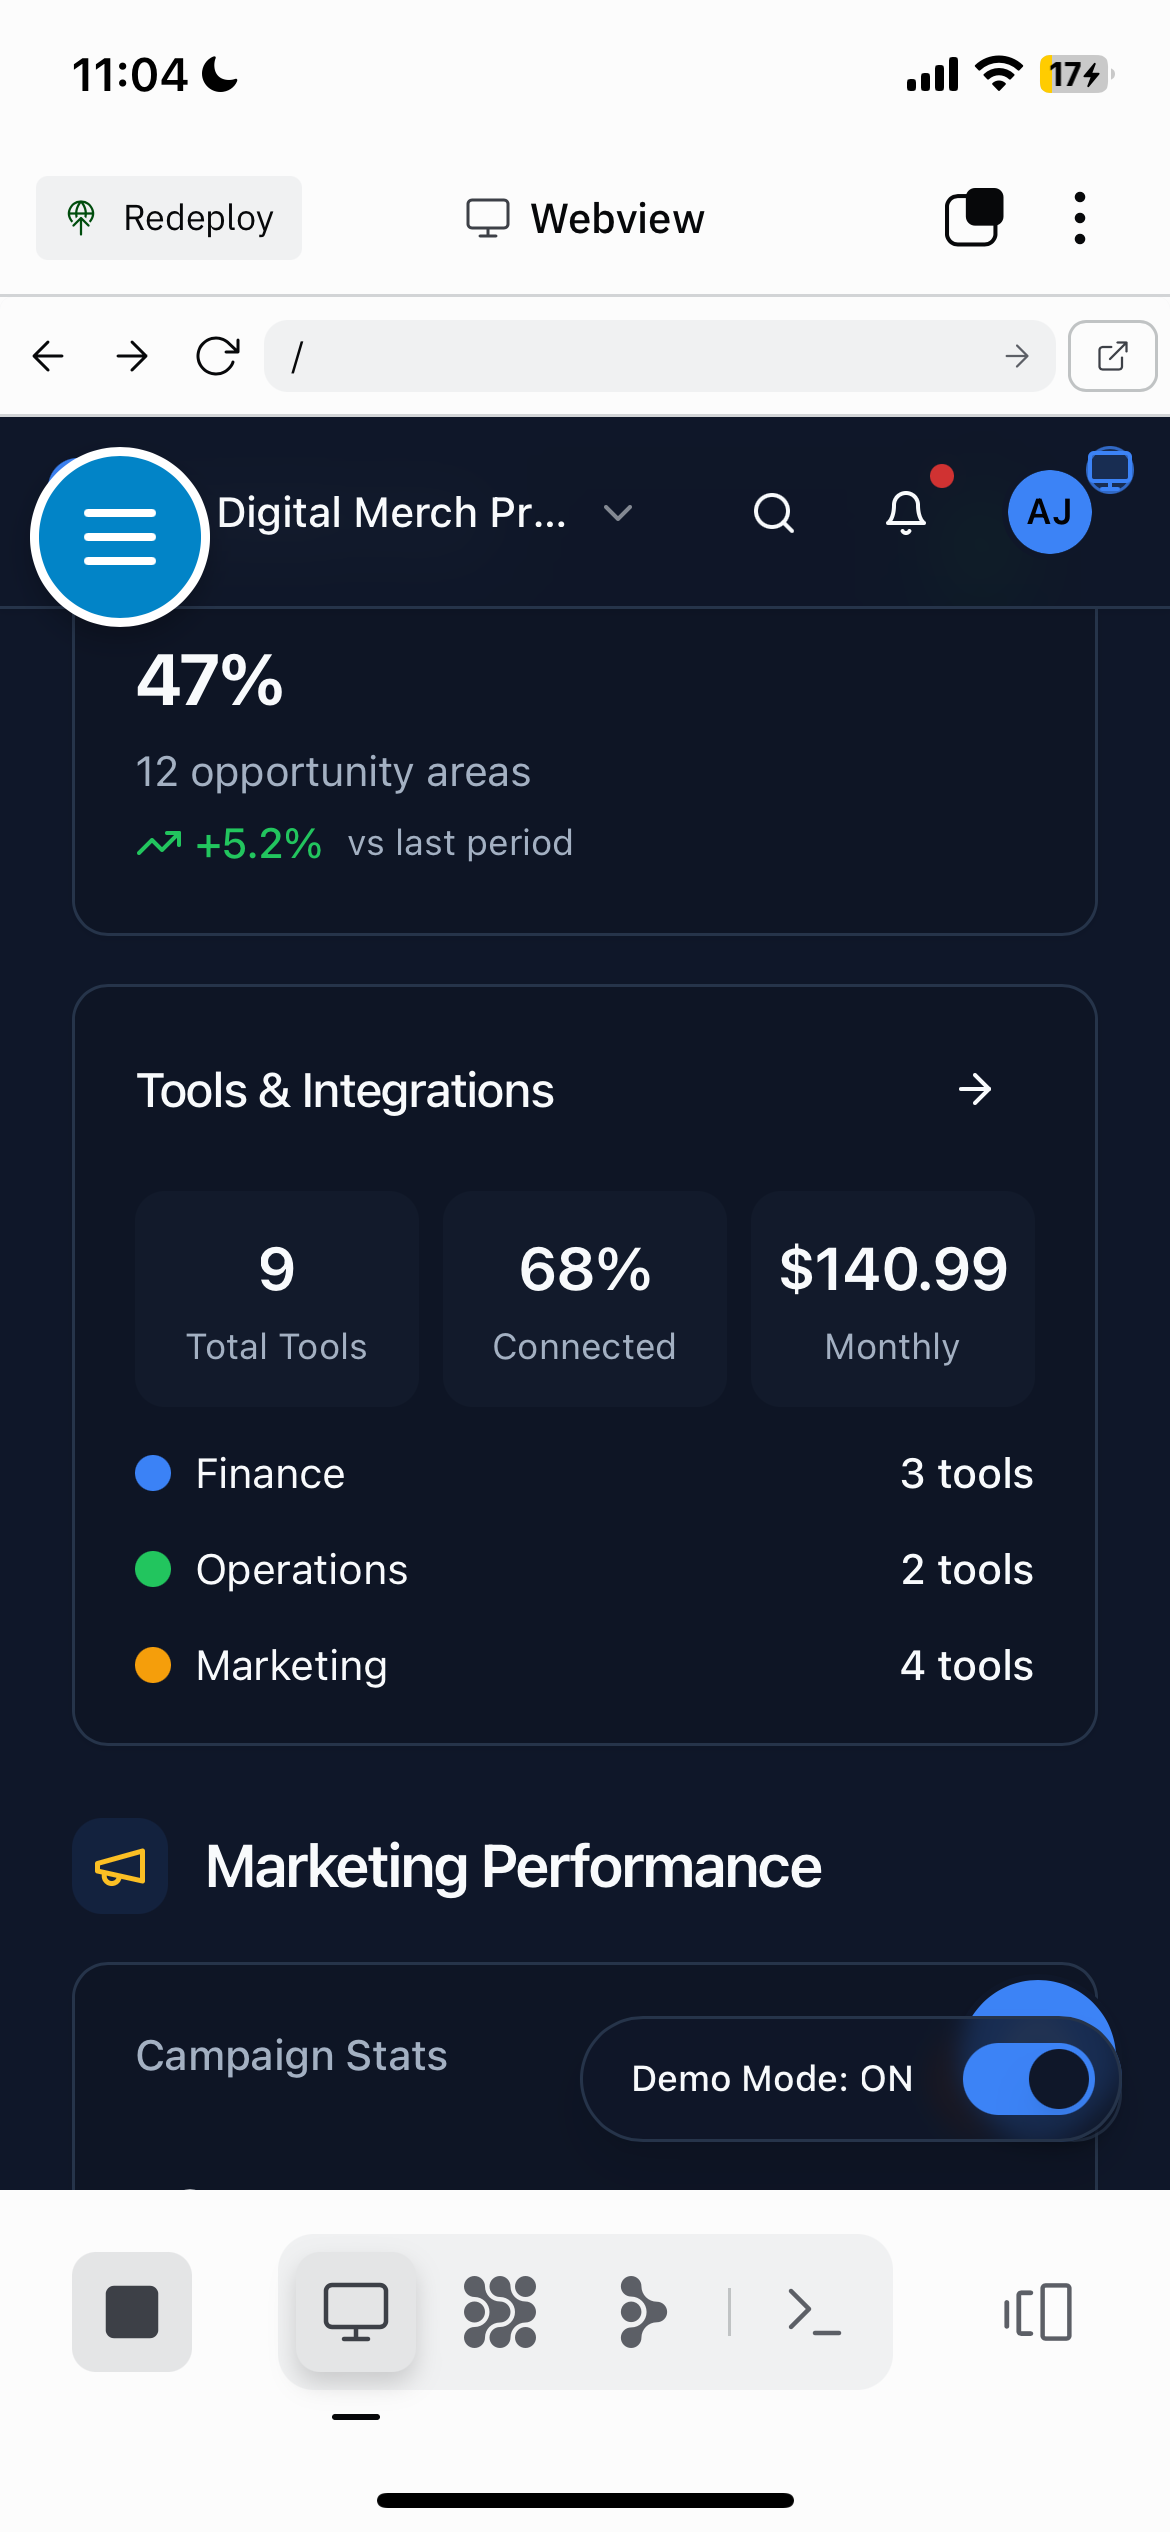 11:04
17
Redeploy
Webview
/
Digital Merch Pr...
AJ
47%
12 opportunity areas
+5.2% vs last period
Tools & Integrations
9
68%
$140.99
Total Tools
Connected
Monthly
Finance
3 tools
Operations
2 tools
Marketing
4 tools
Marketing Performance
Campaign Stats
Demo Mode: ON